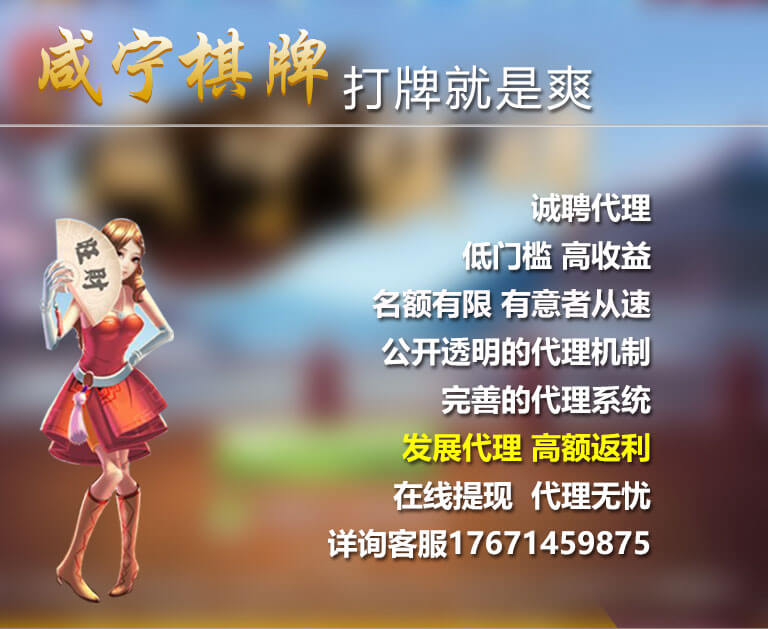 咸宁棋牌 打牌就是爽
旺财
诚聘代理
低门槛 高收益
名额有限 有意者从速
公开透明的代理机制
完善的代理系统
发展代理 高额返利
在线提现 代理无忧
详询客服17671459875